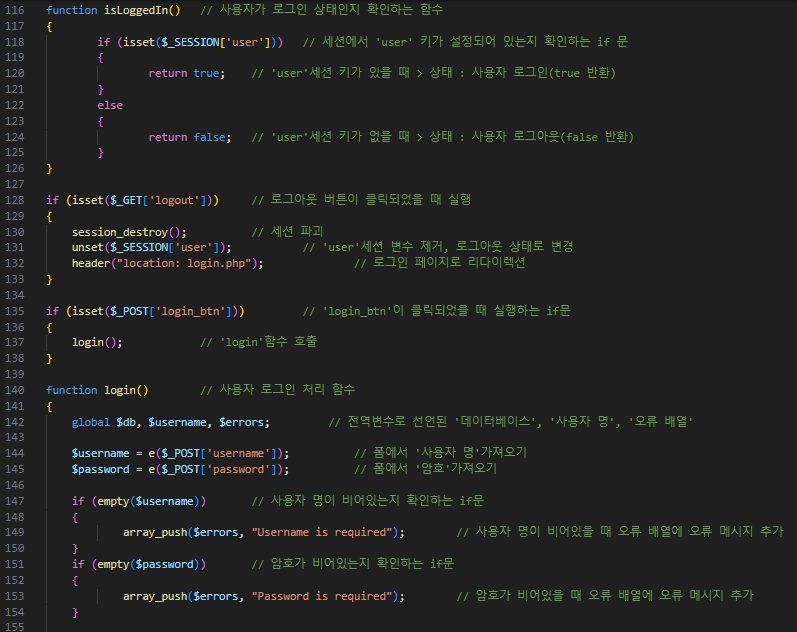 116 function isLoggedIn() // 사용자가 로그인 상태인지 확인하는 함수
117 {
118 if (isset($_SESSION['user'])) // 세션에서 'user' 키가 설정되어 있는지 확인하는 if 문
119 {
120 return true; // 'user'세션 키가 있을 때 > 상태 : 사용자 로그인(true 반환)
121 }
122 else
123 {
124 return false; // 'user'세션 키가 없을 때 > 상태 : 사용자 로그아웃(false 반환)
125 }
126 }
127
128 if (isset($_GET['logout'])) // 로그아웃 버튼이 클릭되었을 때 실행
129 {
130 session_destroy(); // 세션 파괴
131 unset($_SESSION['user']); // 'user'세션 변수 제거, 로그아웃 상태로 변경
132 header("location: login.php"); // 로그인 페이지로 리다이렉션
133 }
134
135 if (isset($_POST['login_btn'])) // 'login_btn'이 클릭되었을 때 실행하는 if문
136 {
137 login(); // 'login'함수 호출
138 }
139
140 function login() // 사용자 로그인 처리 함수
141 {
142 global $db, $username, $errors; // 전역변수로 선언된 '데이터베이스', '사용자 명', '오류 배열'
143
144 $username = e($_POST['username']); // 폼에서 '사용자 명'가져오기
145 $password = e($_POST['password']); // 폼에서 '암호'가져오기
146
147 if (empty($username)) // 사용자 명이 비어있는지 확인하는 if문
148 {
149 array_push($errors, "Username is required"); // 사용자 명이 비어있을 때 오류 배열에 오류 메시지 추가
150 }
151 if (empty($password)) // 암호가 비어있는지 확인하는 if문
152 {
153 array_push($errors, "Password is required"); // 암호가 비어있을 때 오류 배열에 오류 메시지 추가
154 }
155